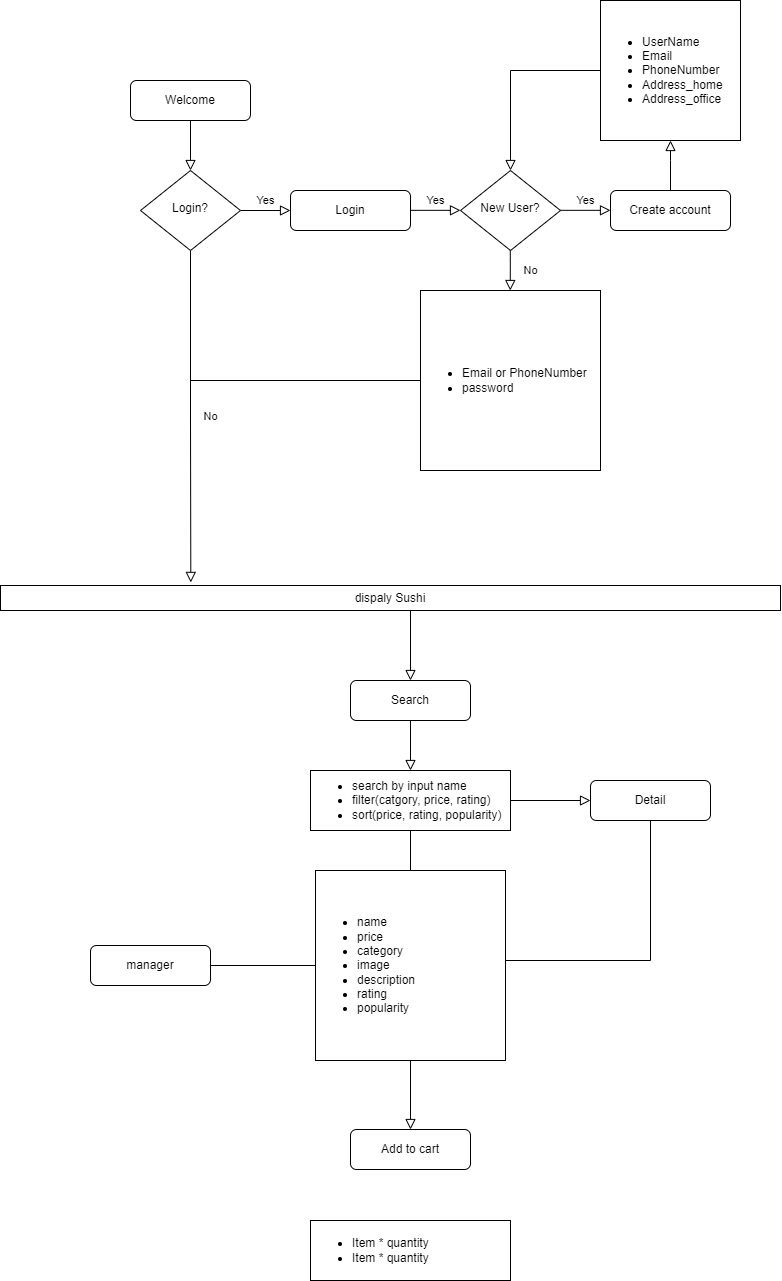 UserName
Email
PhoneNumber
Address_home
Address_office
Welcome
Login?
Yes
Login
Yes
New User?
Yes
Create account
No
Email or PhoneNumber
password
No
dispaly Sushi
Search
search by input name
filter(catgory, price, rating)
sort(price, rating, popularity)
Detail
name
price
category
image
description
rating
popularity
manager
Add to cart
Item * quantity
Item * quantity